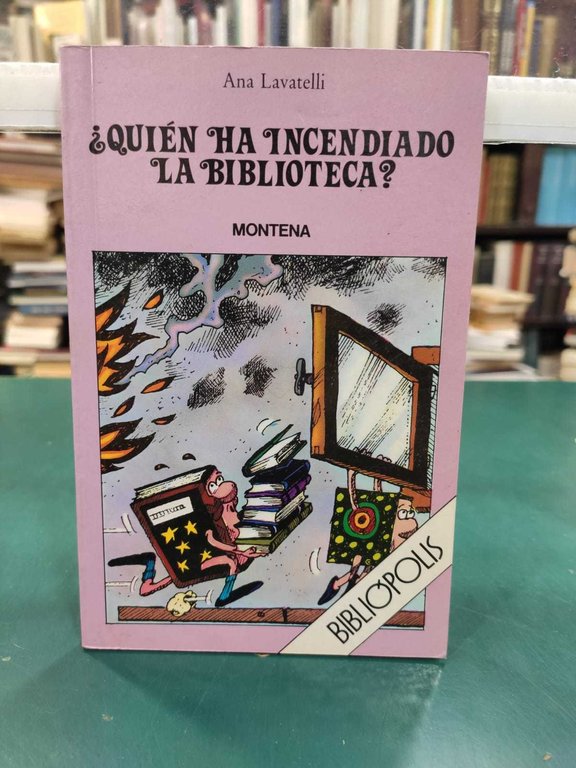 Ana Lavatelli
¿QUIÉN HA INCENDIADO
LA BIBLIOTECA?
MONTENA
BIBLIÓPOLIS